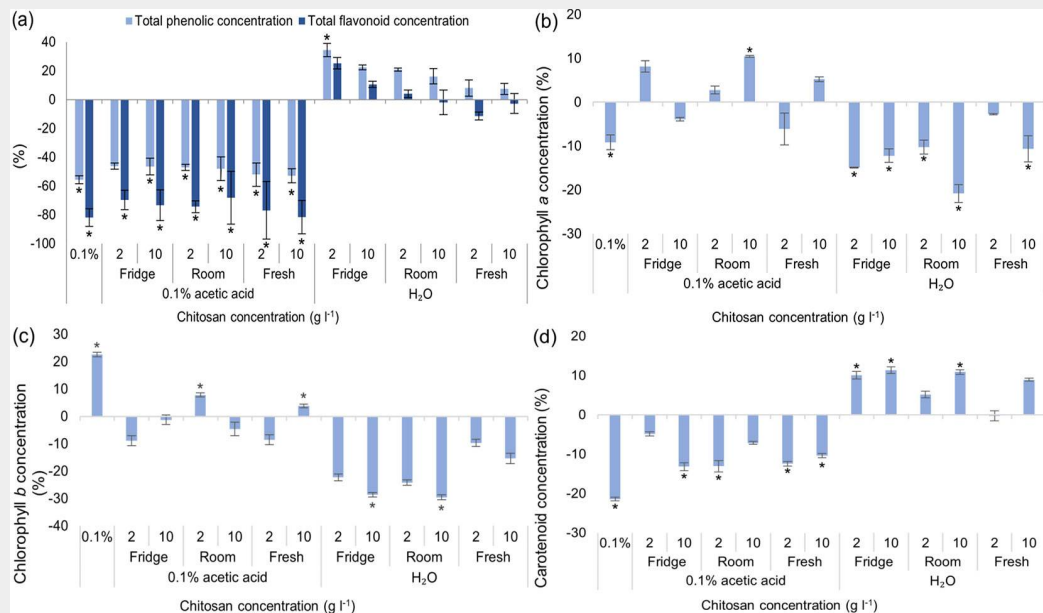 (a)
Total phenolic concentration
Total flavonoid concentration
40
20
0
-20
-40
-60
-80
-100
(%)
*
*
*
*
*
*
*
*
*
*
*
*
*
*
0.1% 2 10 2 10 2 10 2 10 2 10 2 10
Fridge Room Fresh Fridge Room Fresh
0.1% acetic acid H₂O
Chitosan concentration (g l⁻¹)
(b)
Chlorophyll a concentration (%)
20
10
0
-10
-20
-30
*
*
*
*
*
*
*
0.1% 2 10 2 10 2 10 2 10 2 10 2 10
Fridge Room Fresh Fridge Room Fresh
0.1% acetic acid H₂O
Chitosan concentration (g l⁻¹)
(c)
Chlorophyll b concentration
(%)
30
20
10
0
-10
-20
-30
-40
*
*
*
*
*
0.1% 2 10 2 10 2 10 2 10 2 10 2 10
Fridge Room Fresh Fridge Room Fresh
0.1% acetic acid H₂O
Chitosan concentration (g l⁻¹)
(d)
Carotenoid concentration (%)
20
10
0
-10
-20
-30
*
*
*
*
*
*
*
*
0.1% 2 10 2 10 2 10 2 10 2 10 2 10
Fridge Room Fresh Fridge Room Fresh
0.1% acetic acid H₂O
Chitosan concentration (g l⁻¹)